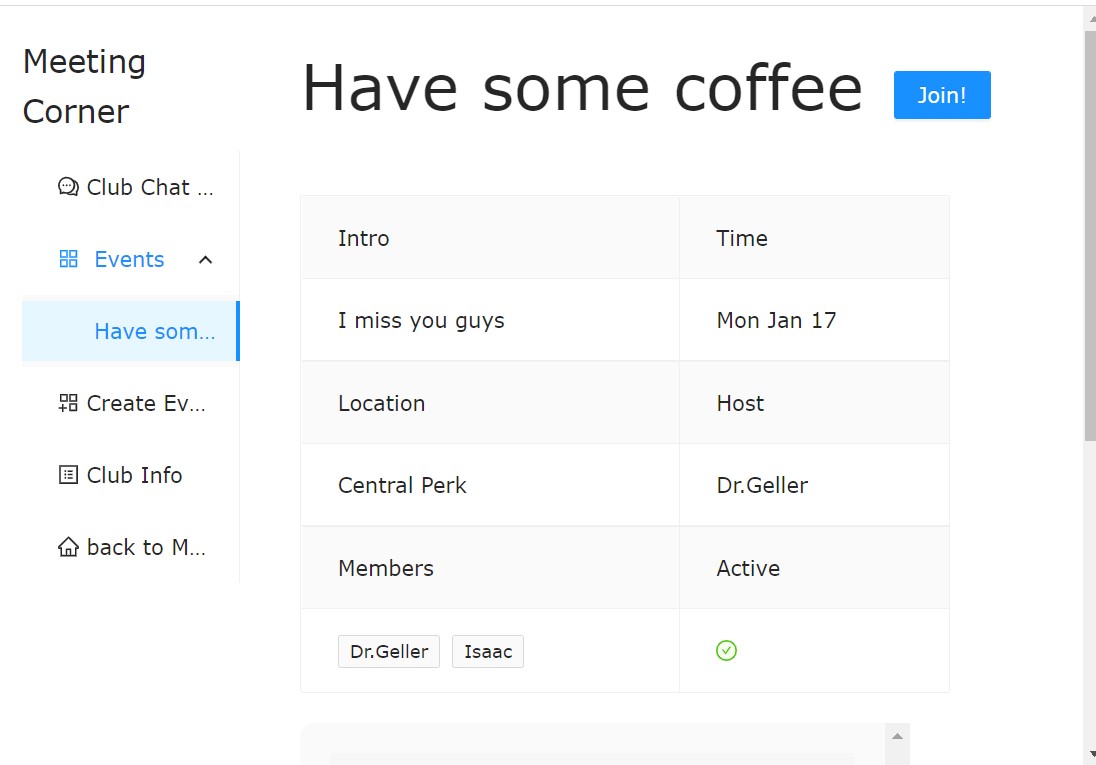 Meeting
Corner
Club Chat ...
Events
Have som...
Create Ev...
Club Info
back to M...
Have some coffee
Join!
Intro
Time
I miss you guys
Mon Jan 17
Location
Host
Central Perk
Dr.Geller
Members
Active
Dr.Geller
Isaac